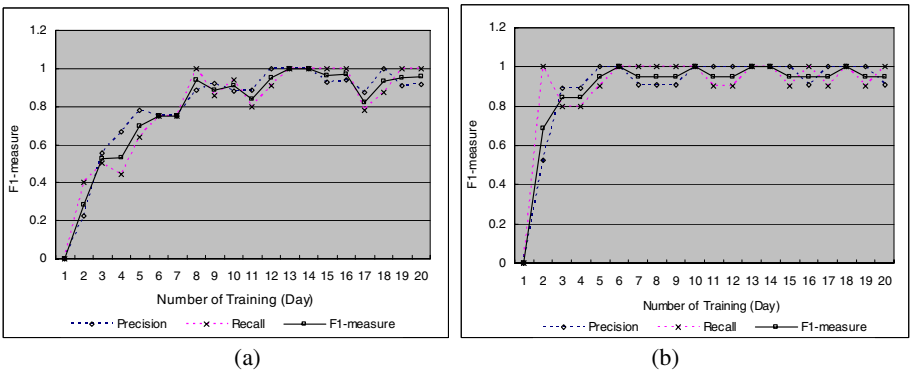 1.2
1
0.8
0.6
0.4
0.2
0
F1-measure
1 2 3 4 5 6 7 8 9 10 11 12 13 14 15 16 17 18 19 20
Number of Training (Day)
Precision Recall F1-measure
(a)
1.2
1
0.8
0.6
0.4
0.2
0
F1-measure
1 2 3 4 5 6 7 8 9 10 11 12 13 14 15 16 17 18 19 20
Number of Training (Day)
Precision Recall F1-measure
(b)